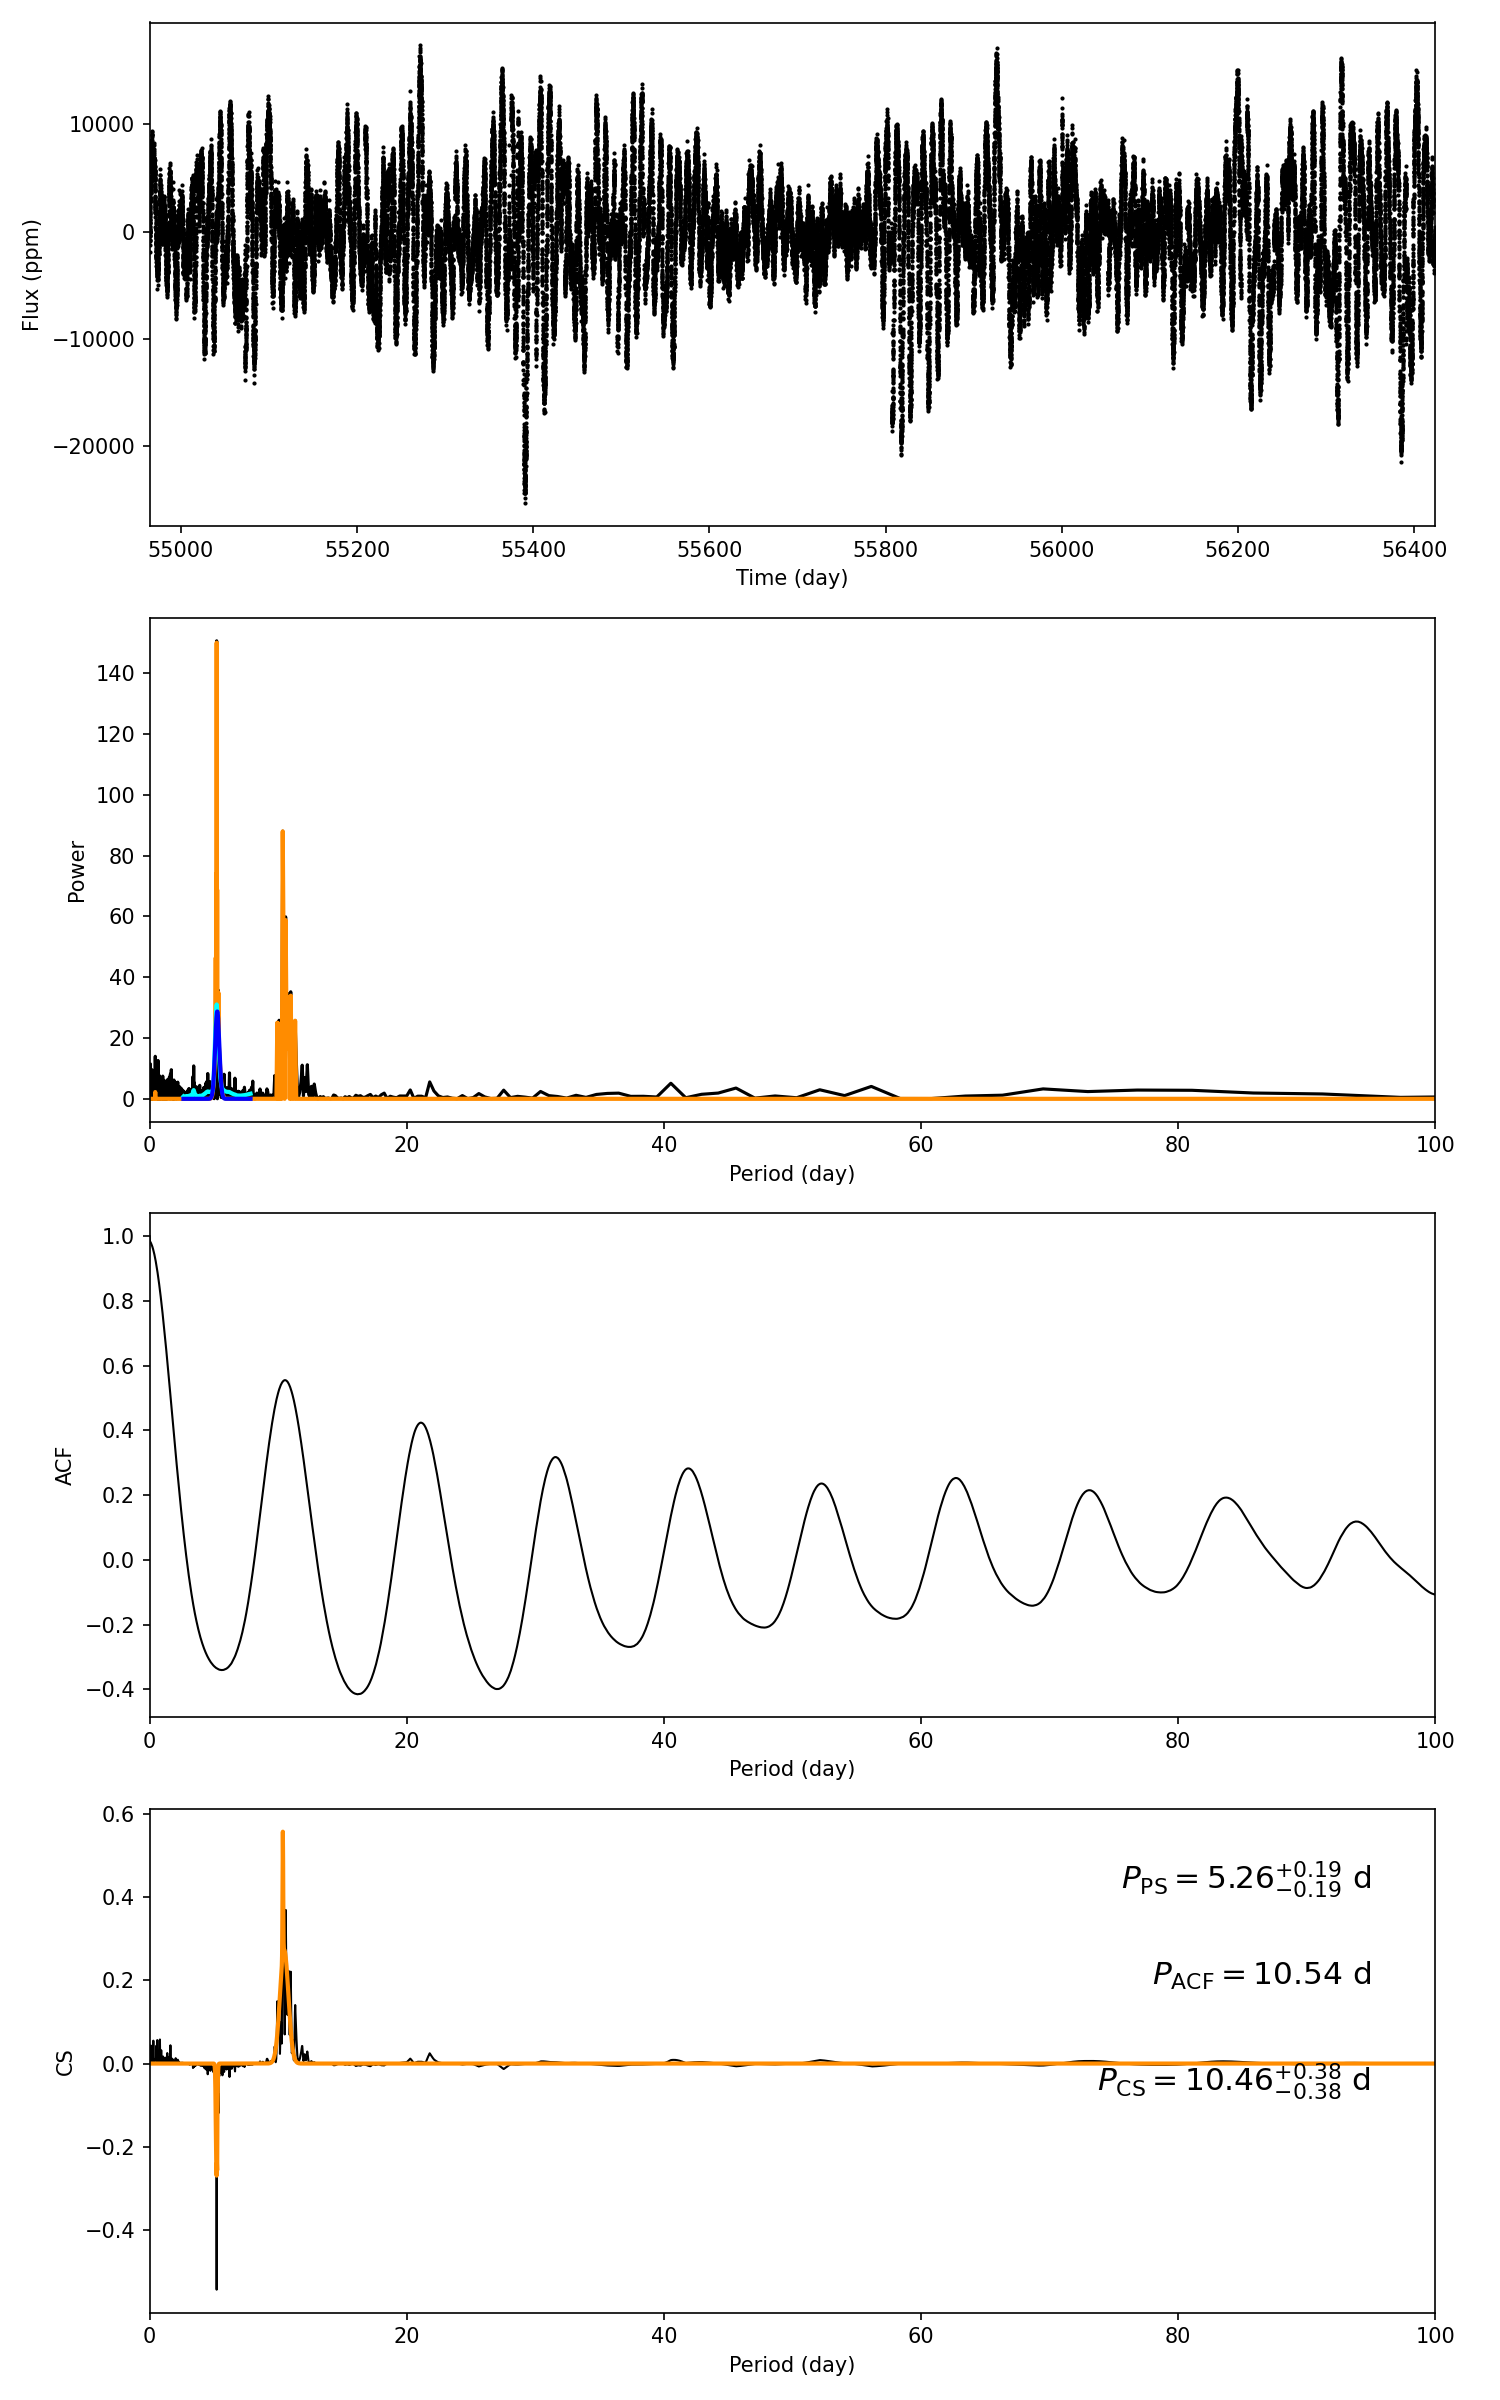 10000
0
−10000
−20000
Flux (ppm)
55000 55200 55400 55600 55800 56000 56200 56400
Time (day)
140
120
100
80
60
40
20
0
Power
0 20 40 60 80 100
Period (day)
1.0
0.8
0.6
0.4
0.2
0.0
−0.2
−0.4
ACF
0 20 40 60 80 100
Period (day)
0.6
0.4
0.2
0.0
−0.2
−0.4
CS
P_PS = 5.26^{+0.19}_{−0.19} d
P_ACF = 10.54 d
P_CS = 10.46^{+0.38}_{−0.38} d
0 20 40 60 80 100
Period (day)